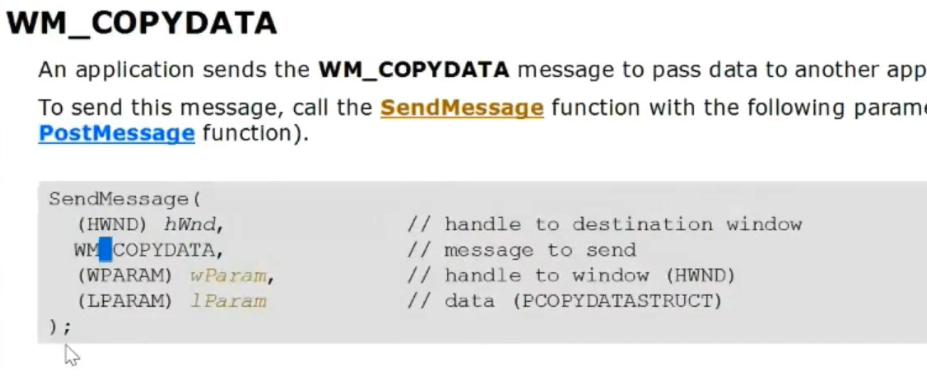 WM_COPYDATA
An application sends the WM_COPYDATA message to pass data to another app
To send this message, call the SendMessage function with the following parame
PostMessage function).
SendMessage(
(HWND) hWnd, // handle to destination window
WM_COPYDATA, // message to send
(WPARAM) wParam, // handle to window (HWND)
(LPARAM) lParam // data (PCOPYDATASTRUCT)
);